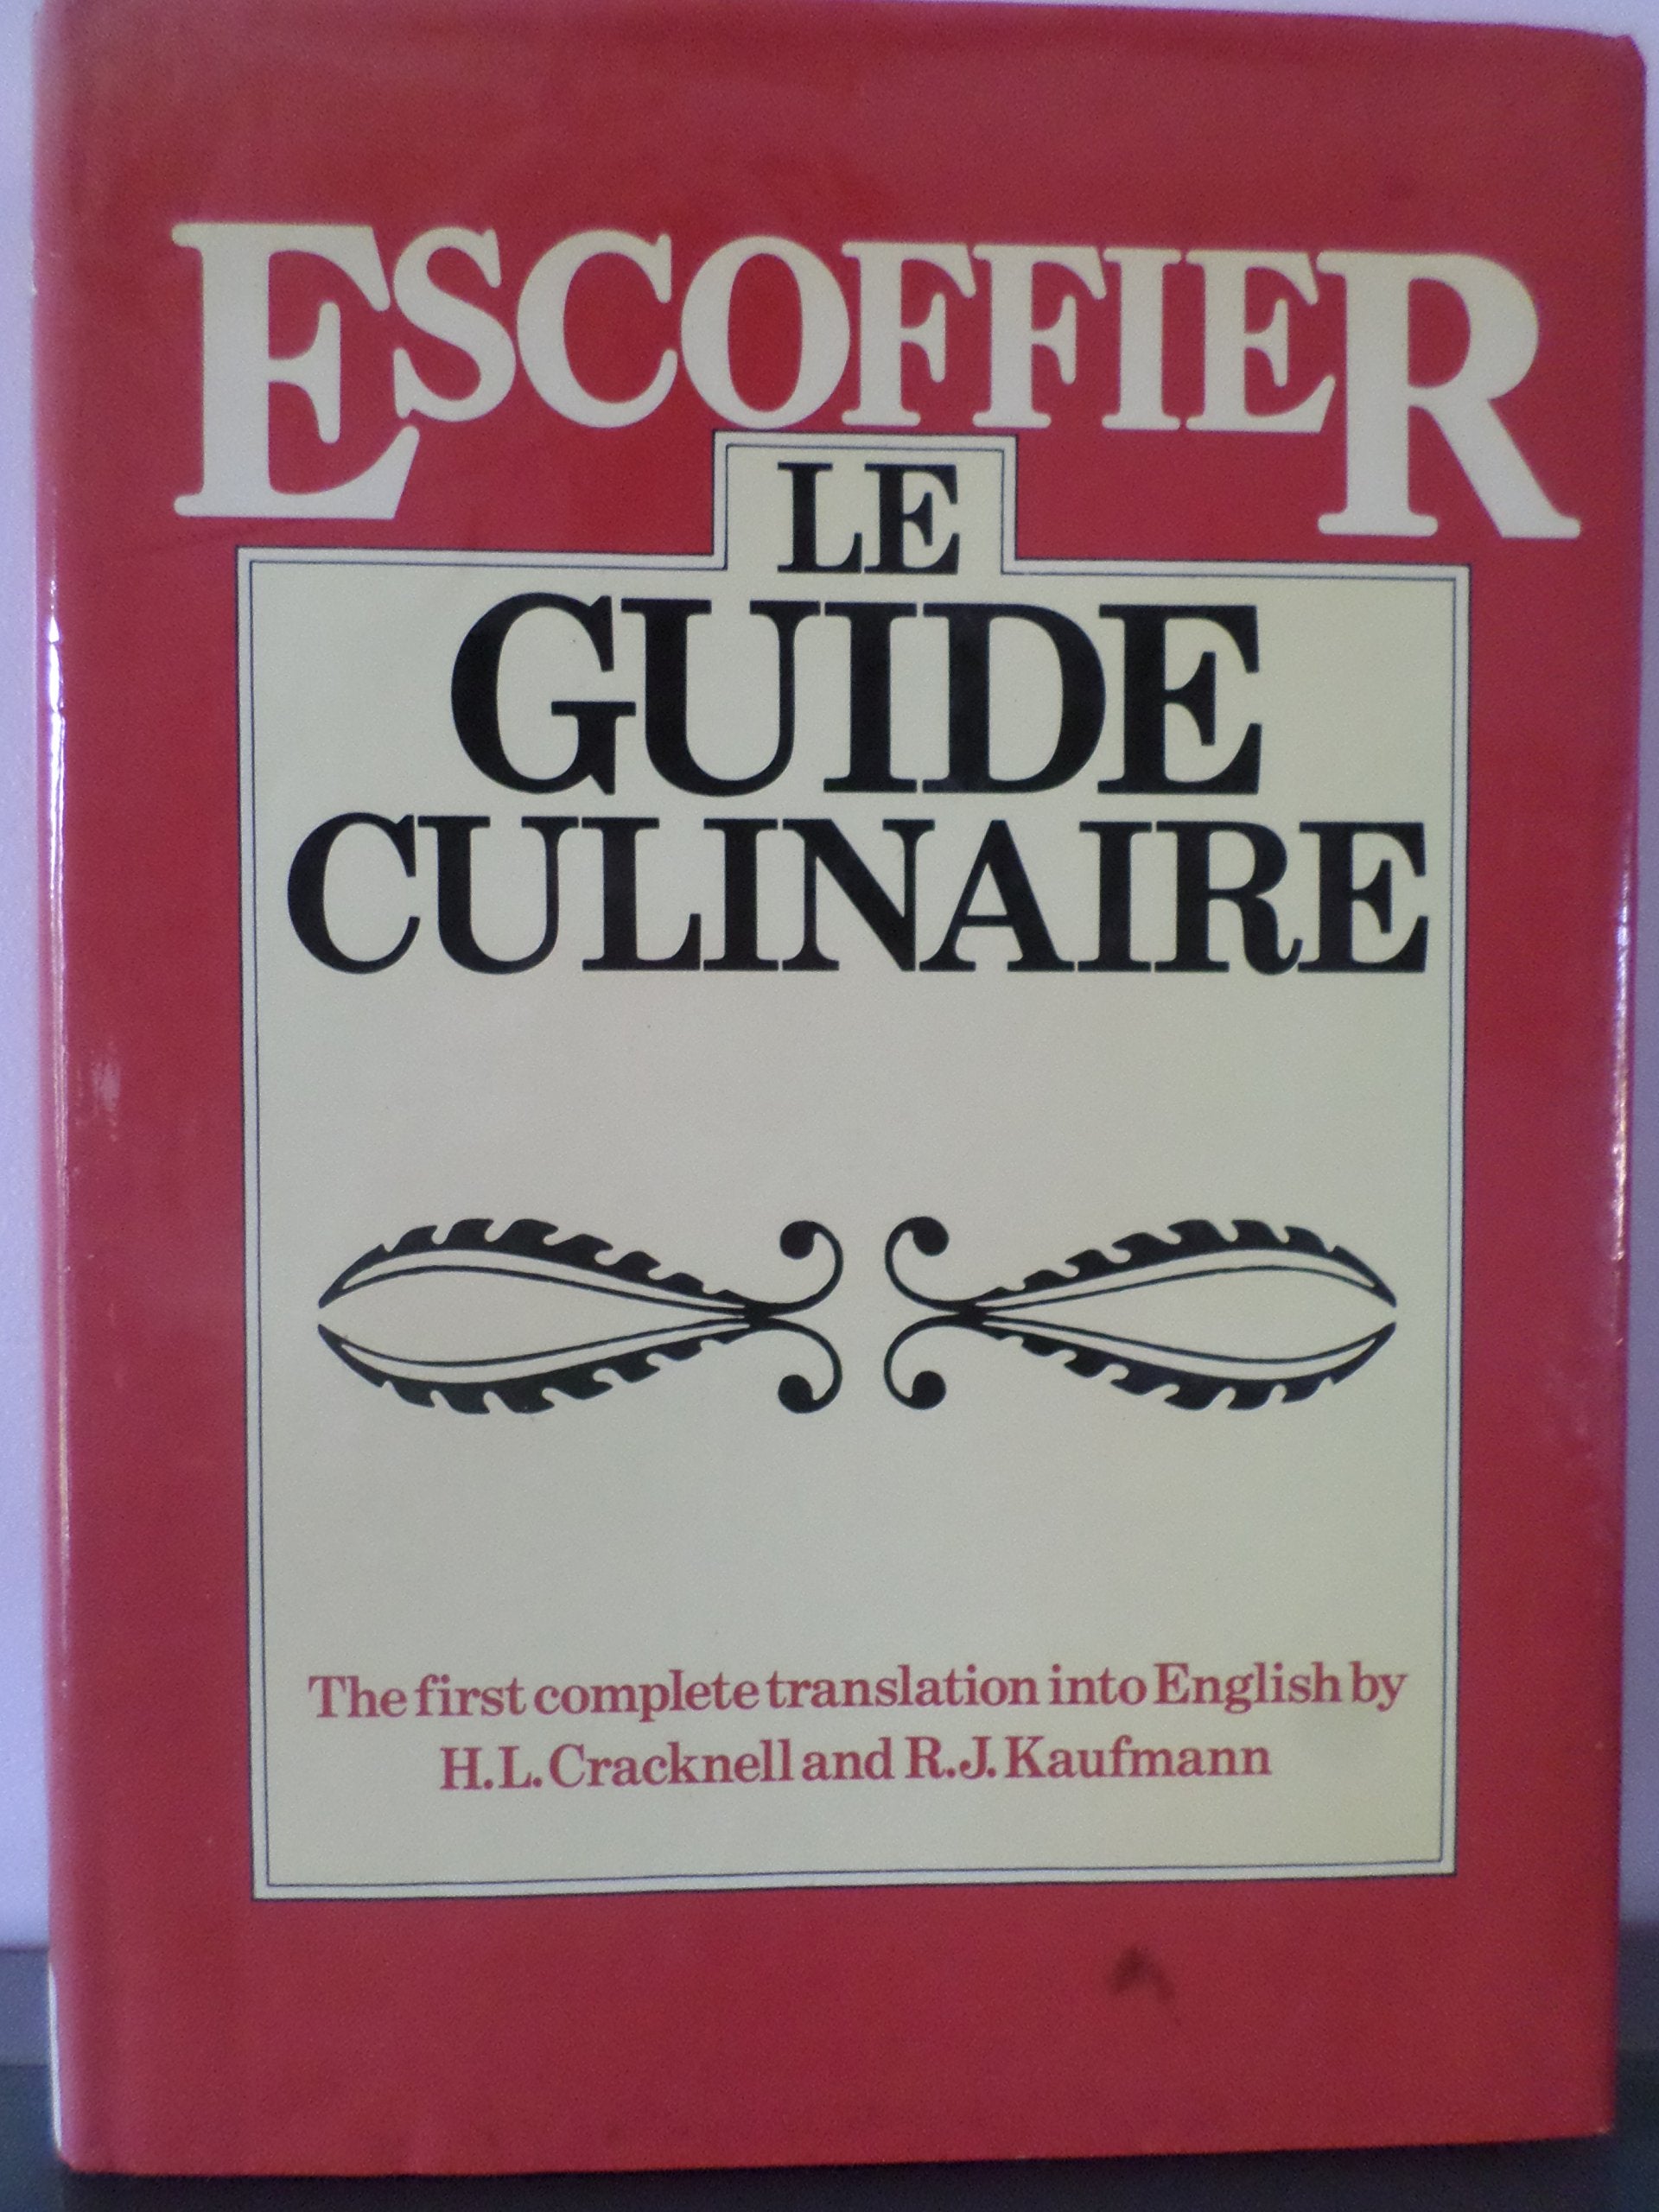 ESCOFFIER
LE
GUIDE
CULINAIRE
The first complete translation into English by
H.L. Cracknell and R.J. Kaufmann